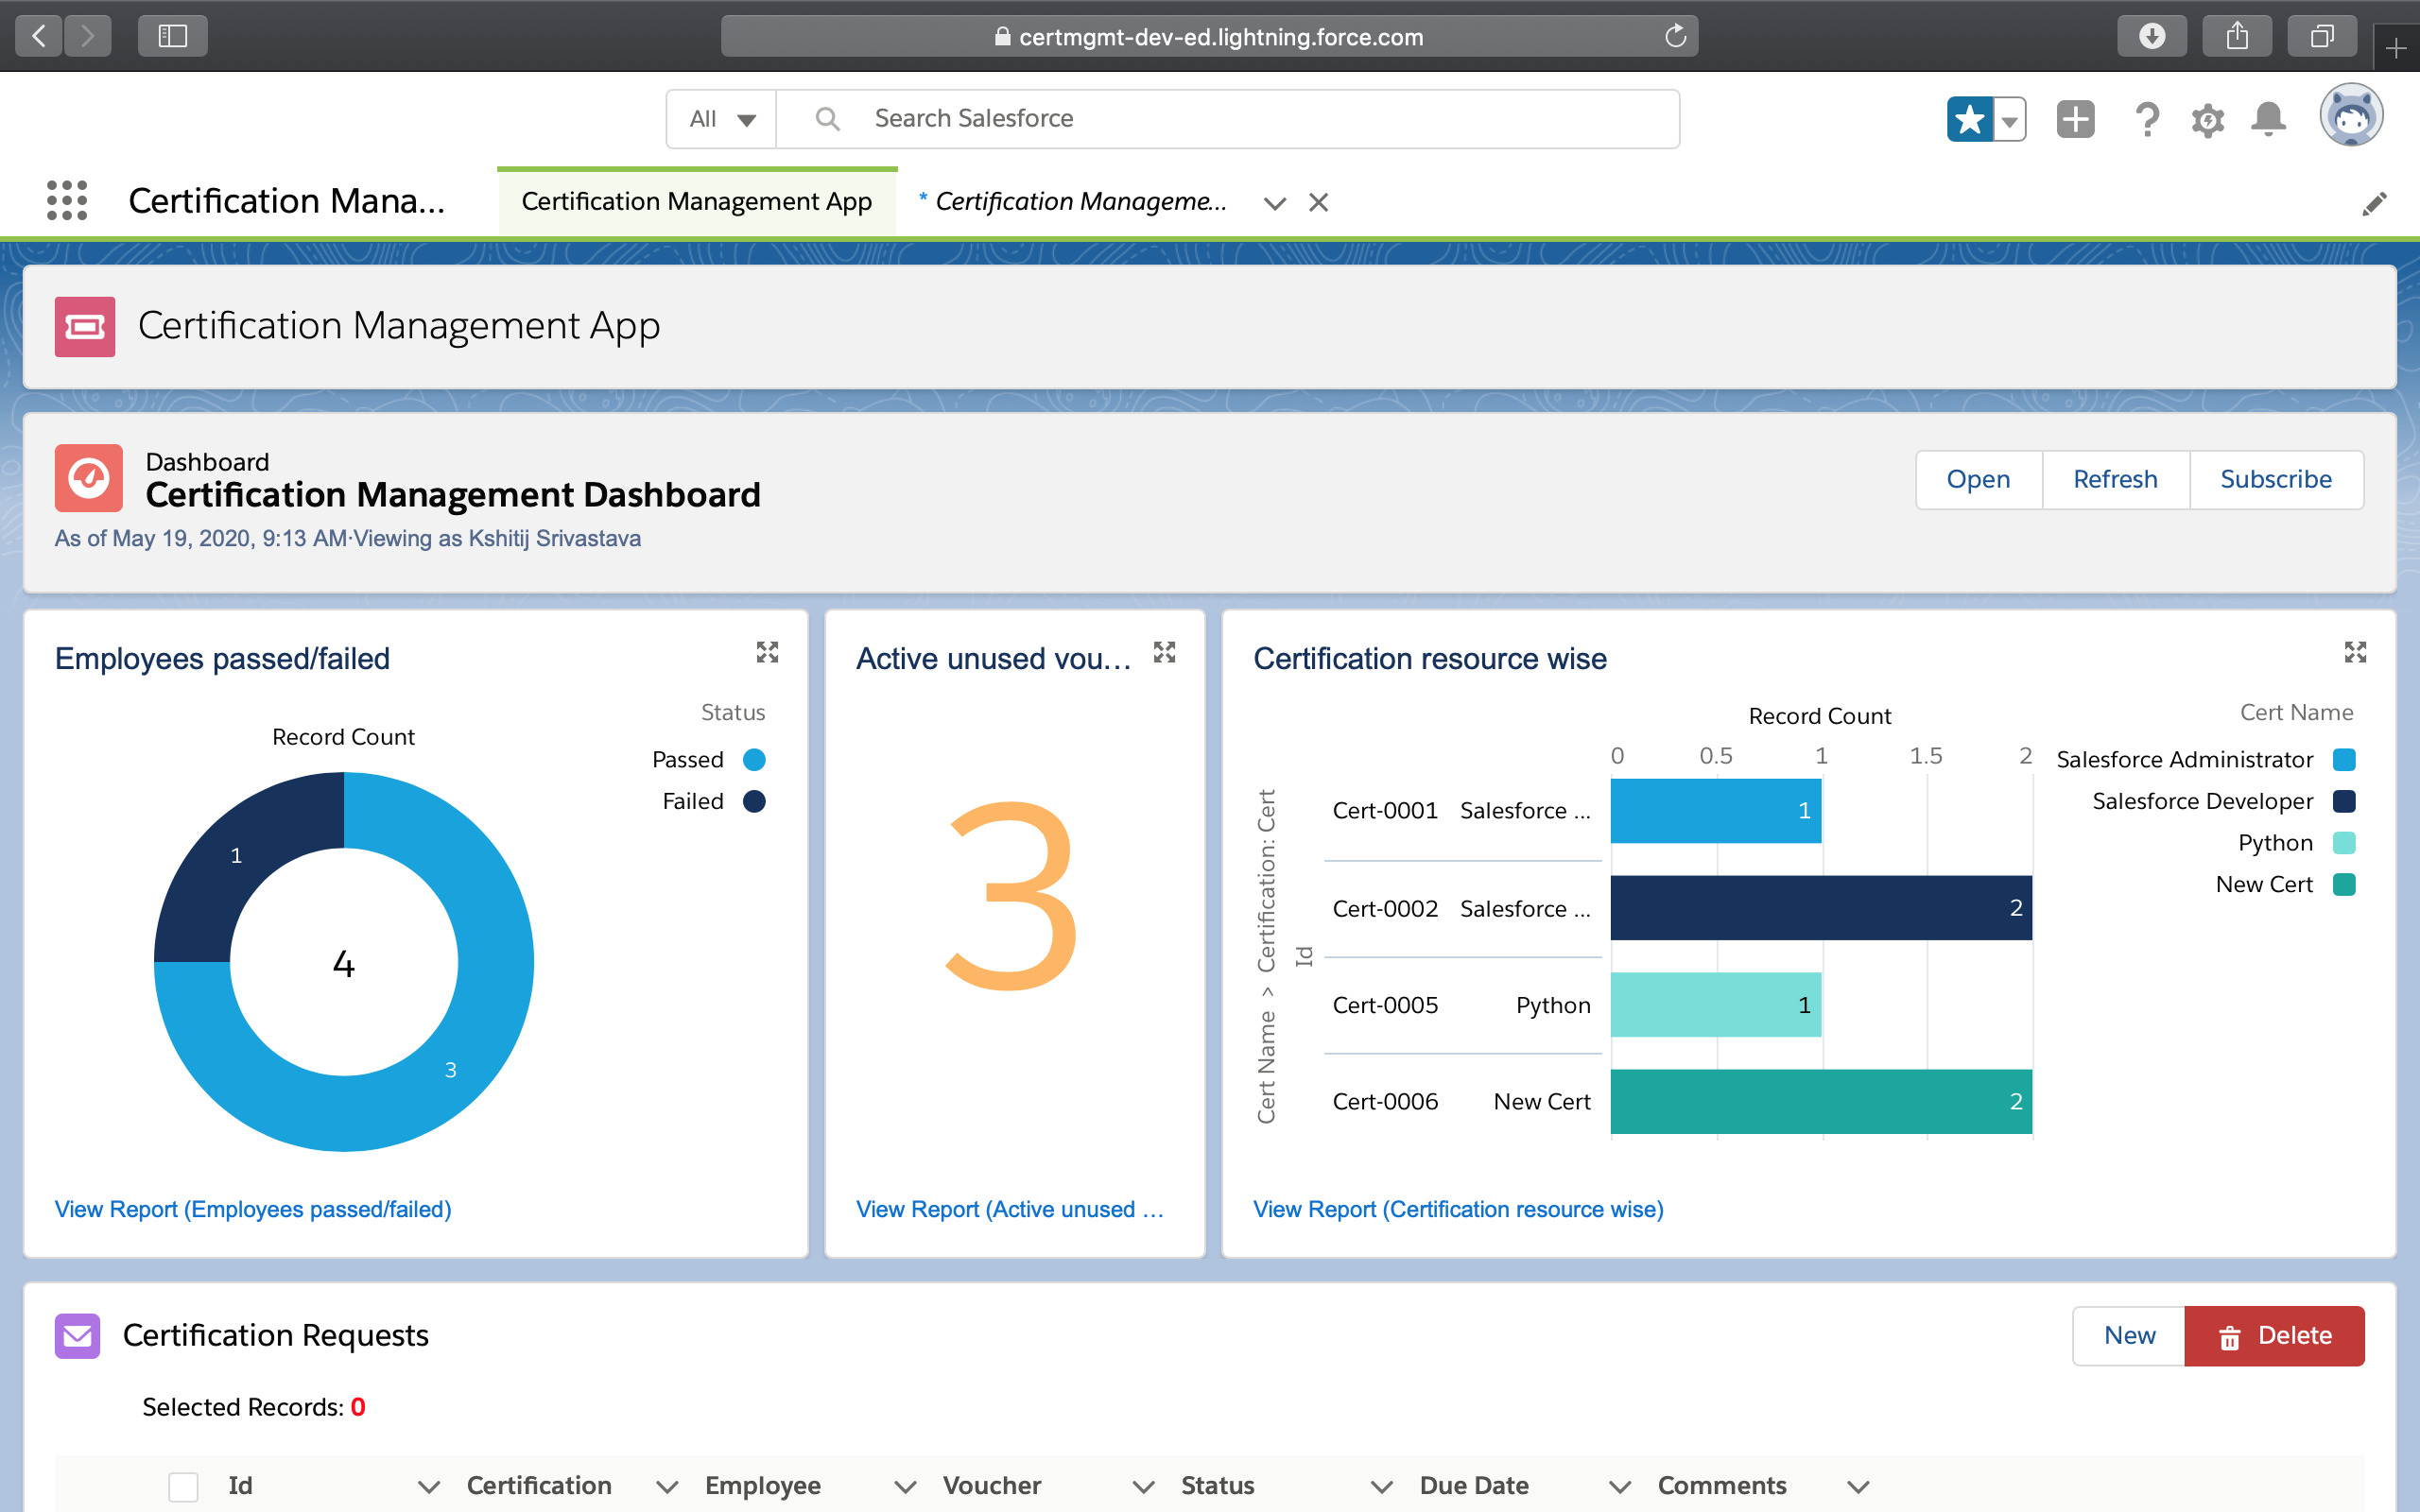 certmgmt-dev-ed.lightning.force.com
All
Search Salesforce
Certification Mana...
Certification Management App
* Certification Manageme...
Certification Management App
Dashboard
Certification Management Dashboard
As of May 19, 2020, 9:13 AM·Viewing as Kshitij Srivastava
Open
Refresh
Subscribe
Employees passed/failed
Status
Record Count
Passed
Failed
1
4
3
View Report (Employees passed/failed)
Active unused vou...
3
View Report (Active unused ...
Certification resource wise
Record Count
Cert Name
0 0.5 1 1.5 2
Salesforce Administrator
Salesforce Developer
Python
New Cert
Cert Name > Certification: Cert
Id
Cert-0001 Salesforce ... 1
Cert-0002 Salesforce ... 2
Cert-0005 Python 1
Cert-0006 New Cert 2
View Report (Certification resource wise)
Certification Requests
New
Delete
Selected Records: 0
Id Certification Employee Voucher Status Due Date Comments